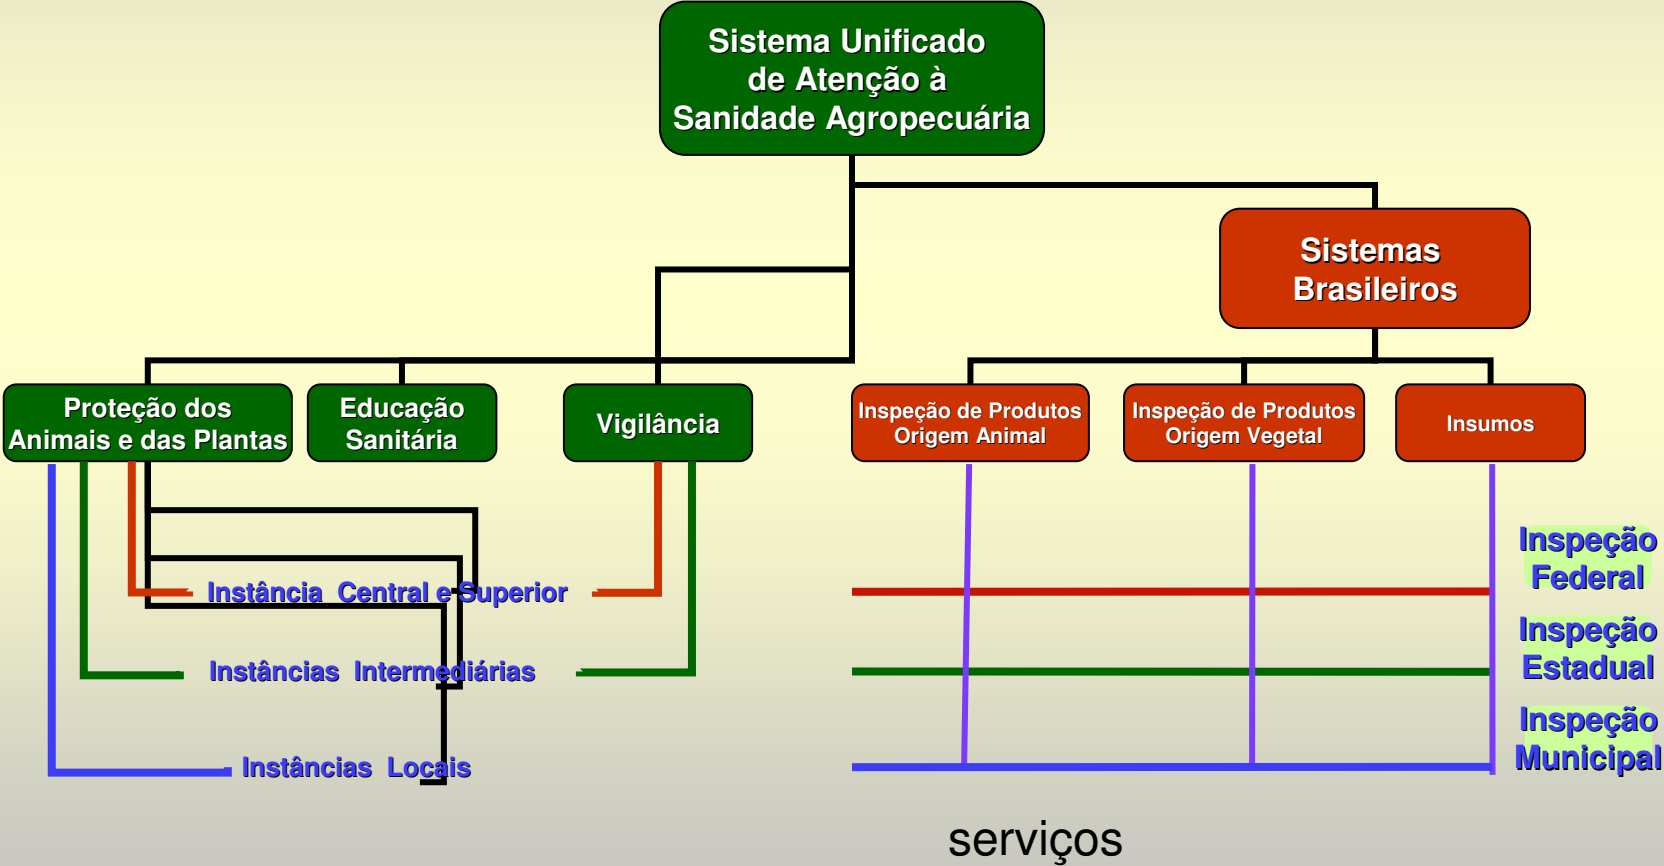 Sistema Unificado
de Atenção à
Sanidade Agropecuária
Sistemas
Brasileiros
Proteção dos
Animais e das Plantas
Educação
Sanitária
Vigilância
Inspeção de Produtos
Origem Animal
Inspeção de Produtos
Origem Vegetal
Insumos
Instância Central e Superior
Instâncias Intermediárias
Instâncias Locais
Inspeção
Federal
Inspeção
Estadual
Inspeção
Municipal
serviços